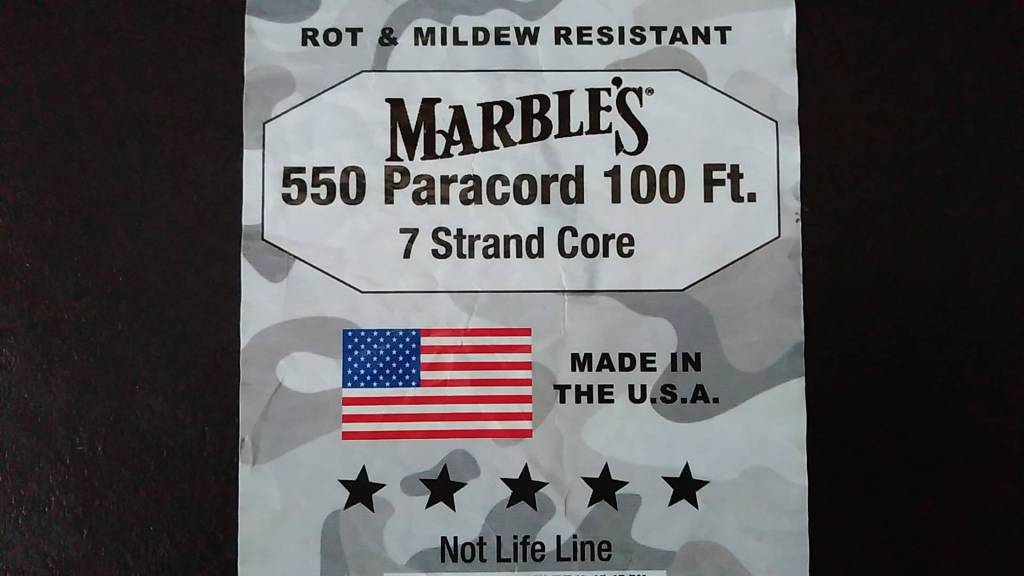 ROT & MILDEW RESISTANT
MARBLE'S®
550 Paracord 100 Ft.
7 Strand Core
MADE IN
THE U.S.A.
Not Life Line